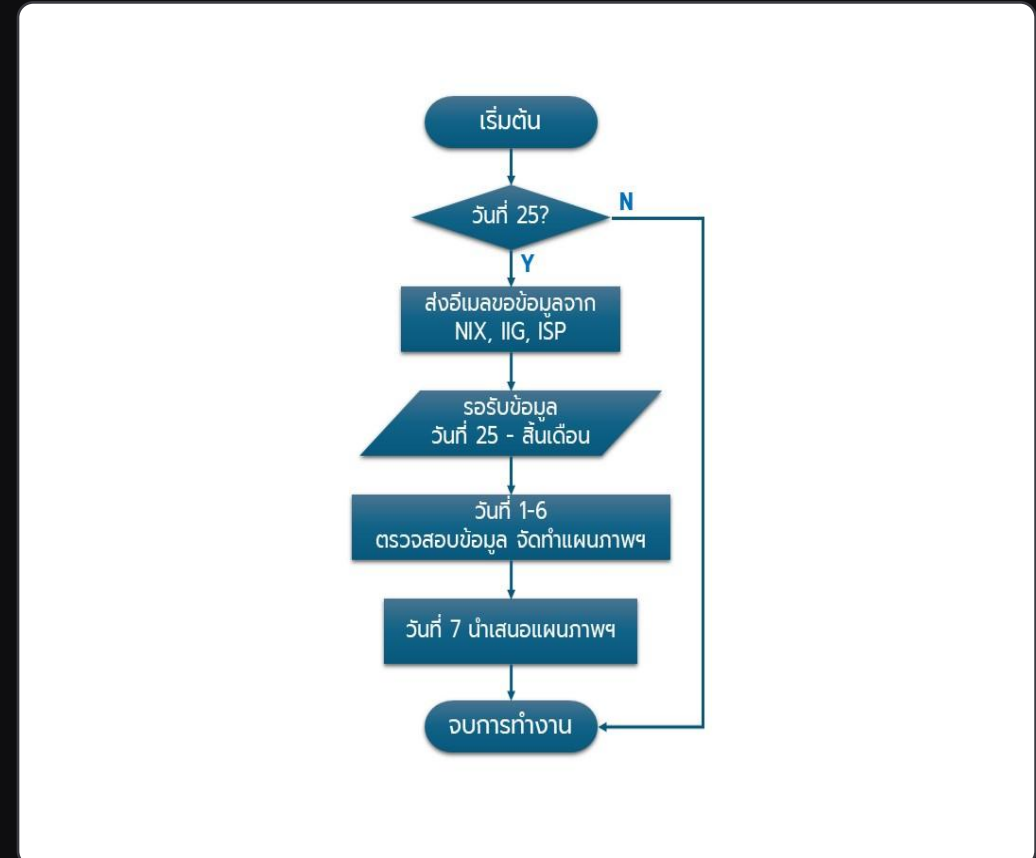 เริ่มต้น
วันที่ 25?
N
Y
ส่งอีเมลขอข้อมูลจาก
NIX, IIG, ISP
รอรับข้อมูล
วันที่ 25 - สิ้นเดือน
วันที่ 1-6
ตรวจสอบข้อมูล จัดทำแผนภาพฯ
วันที่ 7 นำเสนอแผนภาพฯ
จบการทำงาน